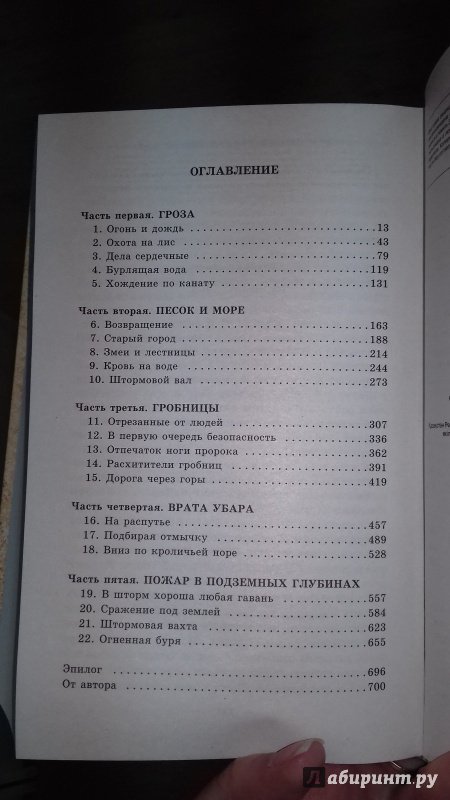 ОГЛАВЛЕНИЕ
Часть первая. ГРОЗА
1. Огонь и дождь ........................ 13
2. Охота на лис ........................ 43
3. Дела сердечные ........................ 79
4. Бурлящая вода ........................ 119
5. Хождение по канату ........................ 131
Часть вторая. ПЕСОК И МОРЕ
6. Возвращение ........................ 163
7. Старый город ........................ 188
8. Змеи и лестницы ........................ 214
9. Кровь на воде ........................ 244
10. Штормовой вал ........................ 273
Часть третья. ГРОБНИЦЫ
11. Отрезанные от людей ........................ 307
12. В первую очередь безопасность ........................ 336
13. Отпечаток ноги пророка ........................ 362
14. Расхитители гробниц ........................ 391
15. Дорога через горы ........................ 419
Часть четвертая. ВРАТА УБАРА
16. На распутье ........................ 457
17. Подбирая отмычку ........................ 489
18. Вниз по кроличьей норе ........................ 528
Часть пятая. ПОЖАР В ПОДЗЕМНЫХ ГЛУБИНАХ
19. В шторм хороша любая гавань ........................ 557
20. Сражение под землей ........................ 584
21. Штормовая вахта ........................ 623
22. Огненная буря ........................ 655
Эпилог ........................ 696
От автора ........................ 700
Лабиринт.ру